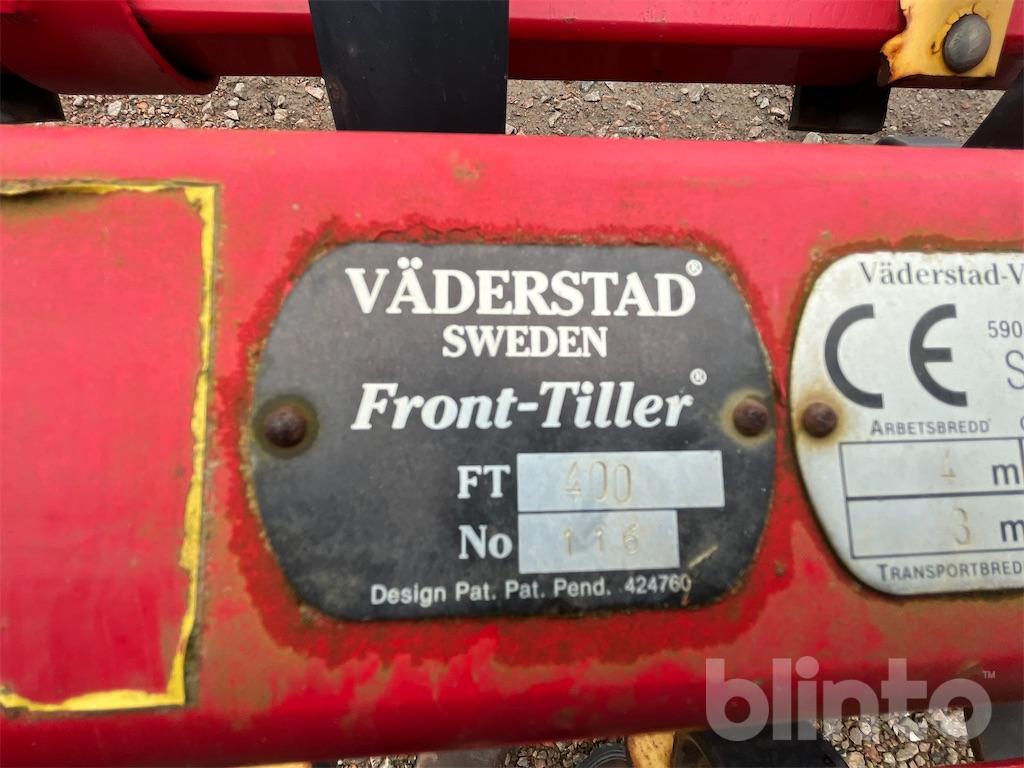 VÄDERSTAD®
SWEDEN
Front-Tiller®
FT 400
No 116
Design Pat. Pat. Pend. 424760
Väderstad-V
CE
590
S
ARBETSBREDD
4 m
3 m
TRANSPORTBRED
blinto™